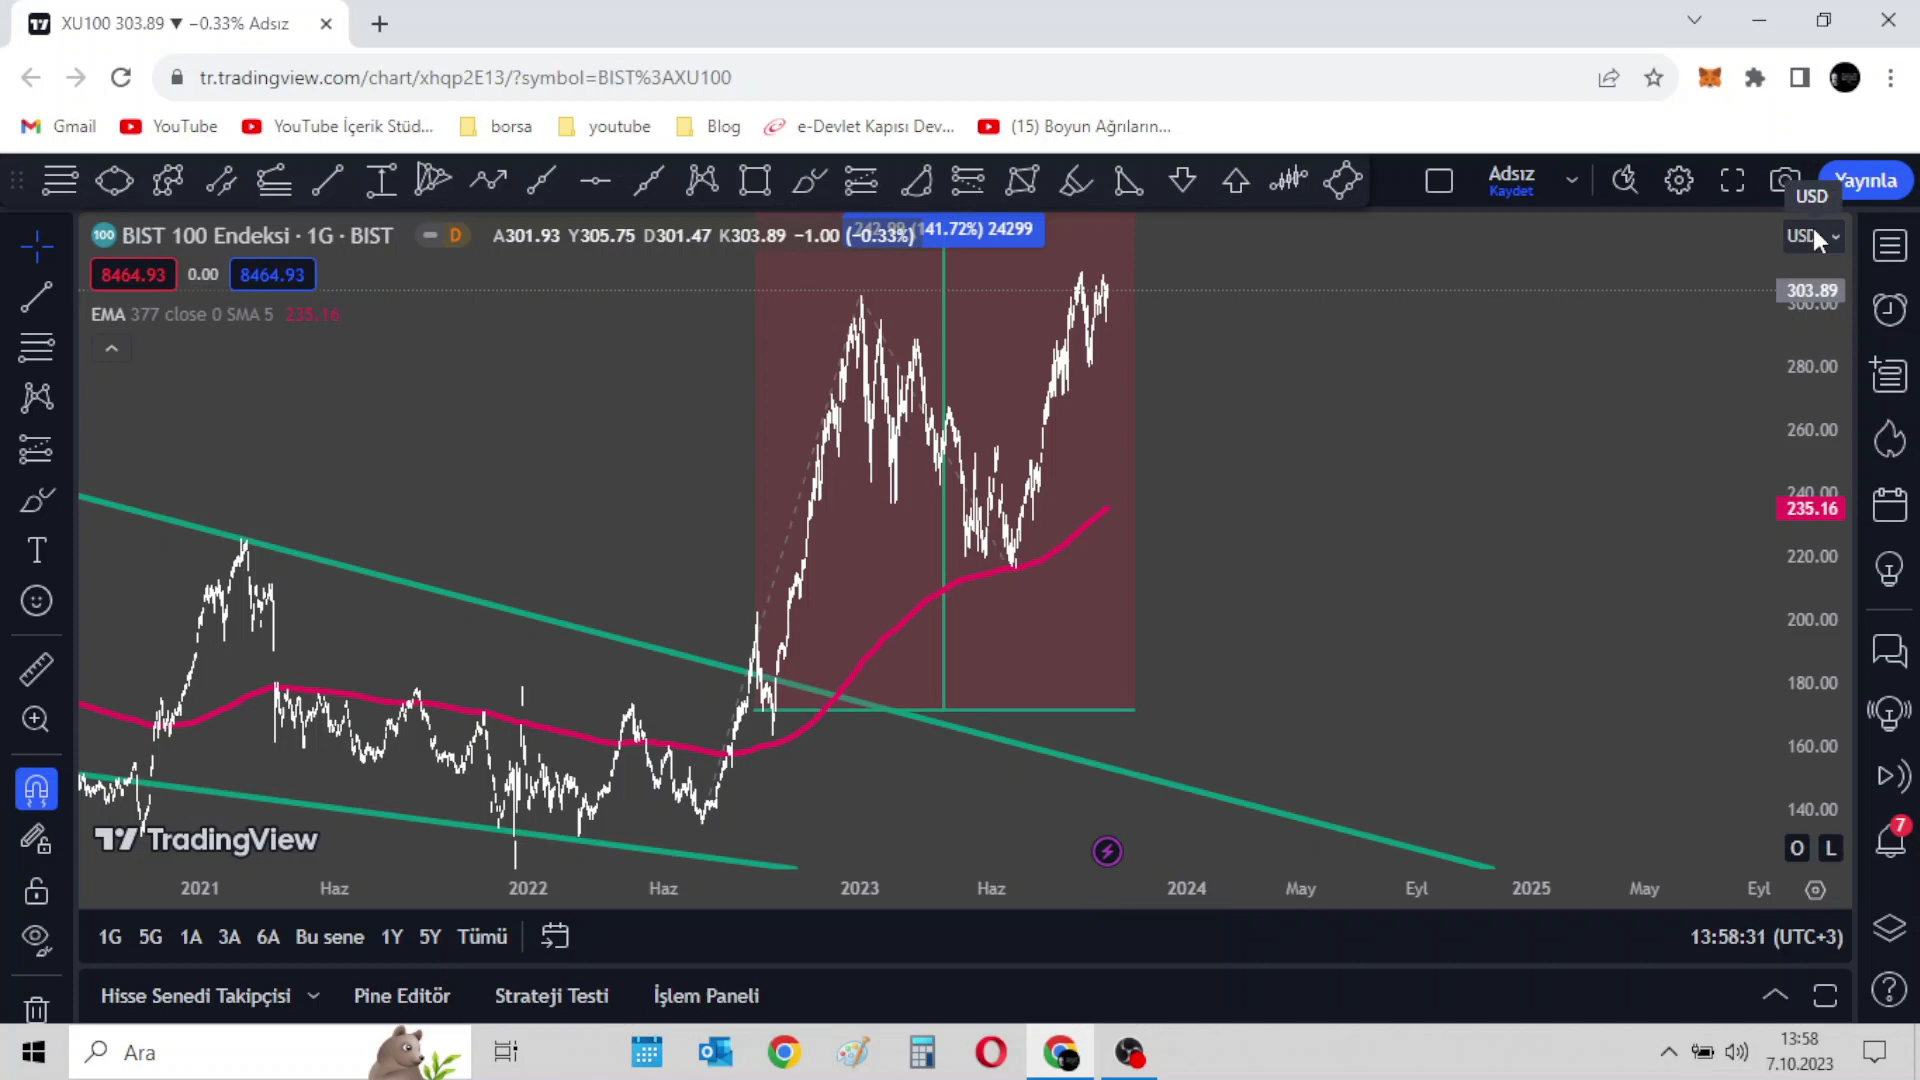 XU100 303.89 ▼ −0.33% Adsız
tr.tradingview.com/chart/xhqp2E13/?symbol=BIST%3AXU100
Gmail YouTube YouTube İçerik Stüd... borsa youtube Blog e-Devlet Kapısı Dev... (15) Boyun Ağrıların...
Adsız
Kaydet
Yayınla
USD
100 BIST 100 Endeksi · 1G · BIST D A301.93 Y305.75 D301.47 K303.89 −1.00 (−0.33%) 141.72%) 24299
USD
8464.93 0.00 8464.93
EMA 377 close 0 SMA 5 235.16
303.89
300.00
280.00
260.00
240.00
235.16
220.00
200.00
180.00
160.00
140.00
TradingView
O L
2021 Haz 2022 Haz 2023 Haz 2024 May Eyl 2025 May Eyl
7
1G 5G 1A 3A 6A Bu sene 1Y 5Y Tümü
13:58:31 (UTC+3)
Hisse Senedi Takipçisi Pine Editör Strateji Testi İşlem Paneli
Ara
13:58
7.10.2023